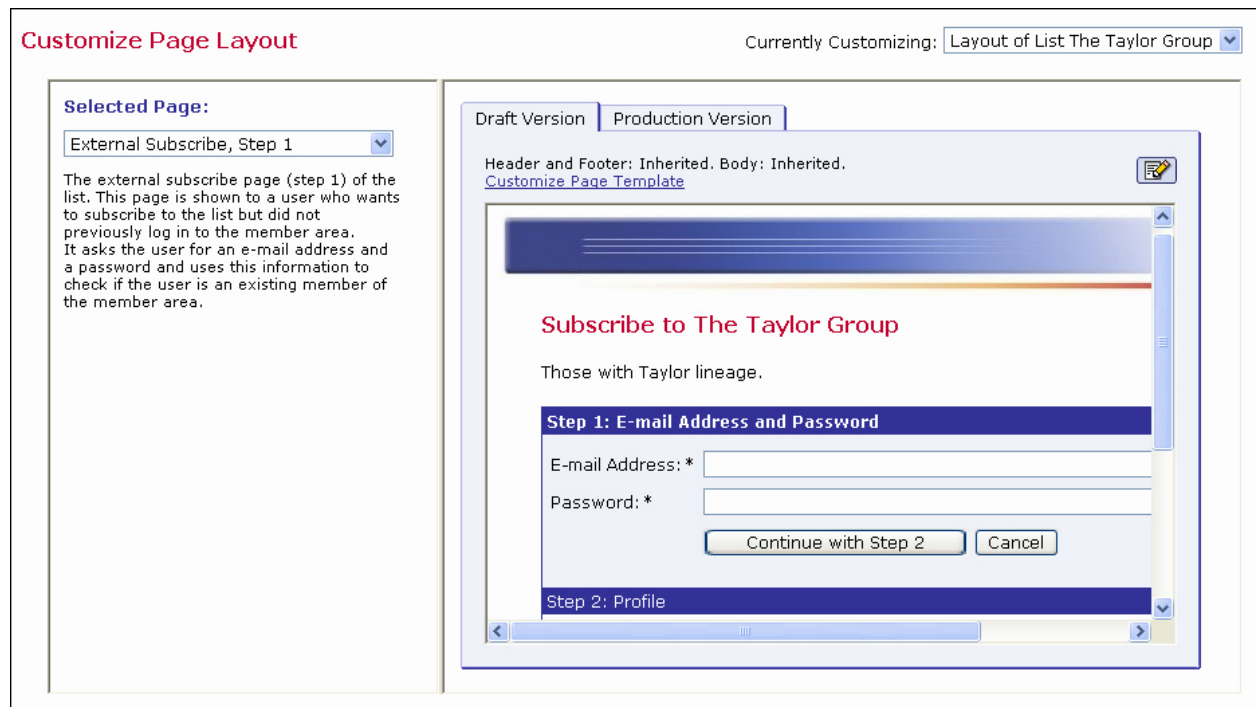 Customize Page Layout
Currently Customizing: Layout of List The Taylor Group
Selected Page:
External Subscribe, Step 1
The external subscribe page (step 1) of the
list. This page is shown to a user who wants
to subscribe to the list but did not
previously log in to the member area.
It asks the user for an e-mail address and
a password and uses this information to
check if the user is an existing member of
the member area.
Draft Version
Production Version
Header and Footer: Inherited. Body: Inherited.
Customize Page Template
Subscribe to The Taylor Group
Those with Taylor lineage.
Step 1: E-mail Address and Password
E-mail Address: *
Password: *
Continue with Step 2
Cancel
Step 2: Profile